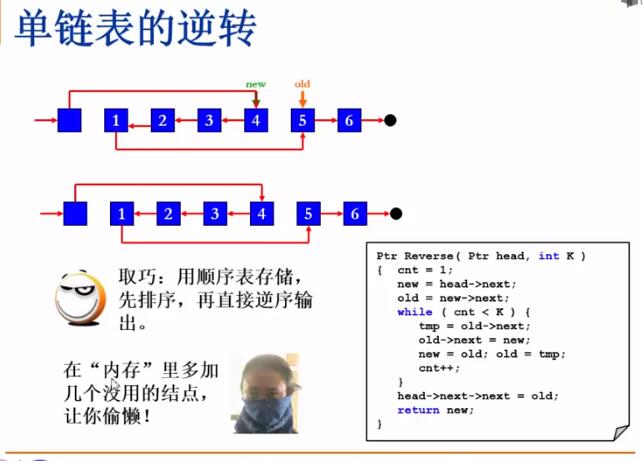 单链表的逆转
new
old
1
2
3
4
5
6
1
2
3
4
5
6
取巧：用顺序表存储，
先排序，再直接逆序输
出。
在“内存”里多加
几个没用的结点，
让你偷懒！
Ptr Reverse( Ptr head, int K )
{  cnt = 1;
   new = head->next;
   old = new->next;
   while ( cnt < K ) {
      tmp = old->next;
      old->next = new;
      new = old; old = tmp;
      cnt++;
   }
   head->next->next = old;
   return new;
}